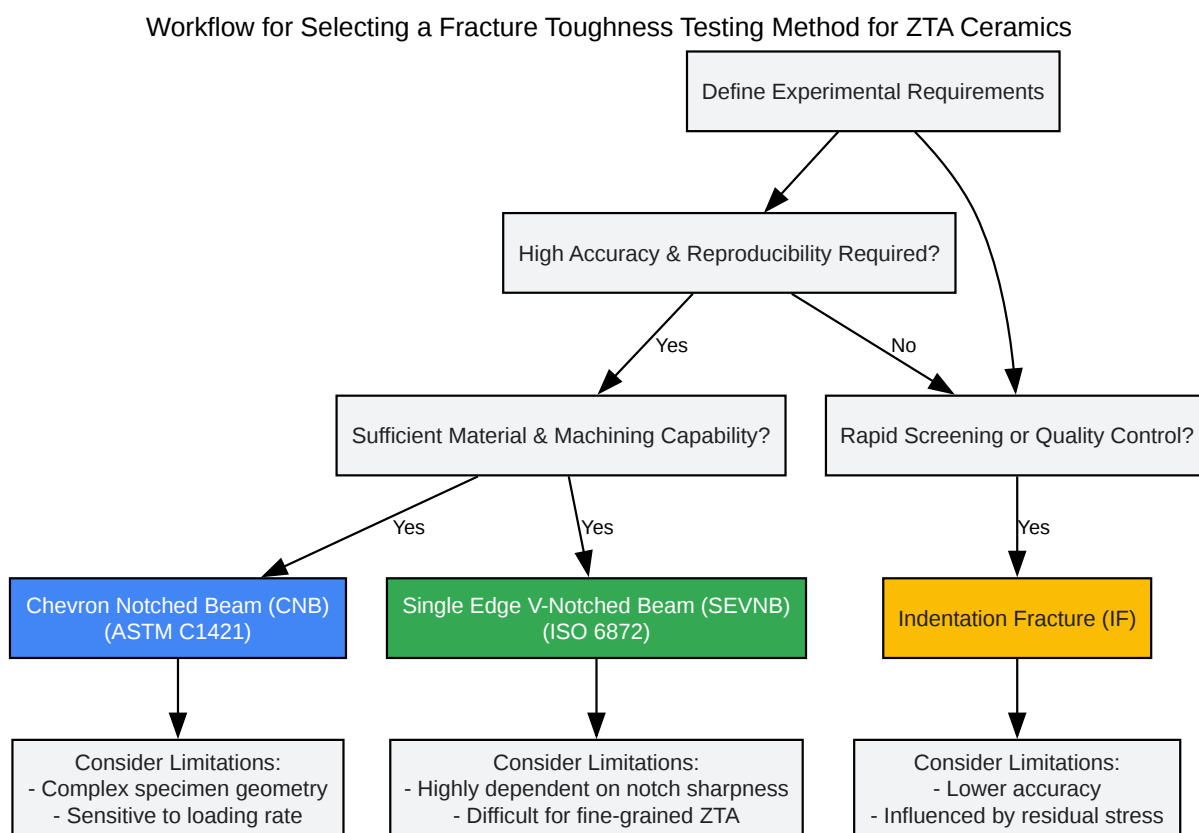 Workflow for Selecting a Fracture Toughness Testing Method for ZTA Ceramics
Define Experimental Requirements
High Accuracy & Reproducibility Required?
Yes
No
Sufficient Material & Machining Capability?
Rapid Screening or Quality Control?
Yes
Yes
Yes
Chevron Notched Beam (CNB)
(ASTM C1421)
Single Edge V-Notched Beam (SEVNB)
(ISO 6872)
Indentation Fracture (IF)
Consider Limitations:
- Complex specimen geometry
- Sensitive to loading rate
Consider Limitations:
- Highly dependent on notch sharpness
- Difficult for fine-grained ZTA
Consider Limitations:
- Lower accuracy
- Influenced by residual stress